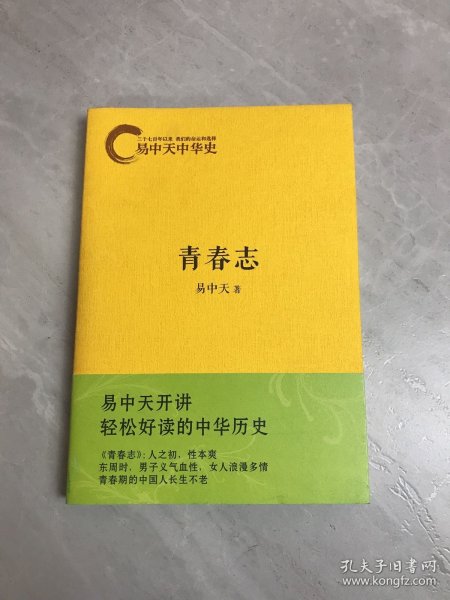 三千七百年以来 我们的命运和选择
易中天中华史
青春志
易中天 著
易中天开讲
轻松好读的中华历史
《青春志》：人之初，性本爽
东周时，男子义气血性，女人浪漫多情
青春期的中国人长生不老
孔夫子旧书网
www.kongfz.com